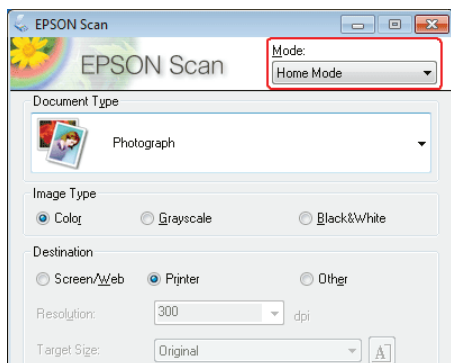 EPSON Scan
EPSON Scan
Mode:
Home Mode
Document Type
Photograph
Image Type
Color
Grayscale
Black&White
Destination
Screen/Web
Printer
Other
Resolution:
300
dpi
Target Size:
Original
A